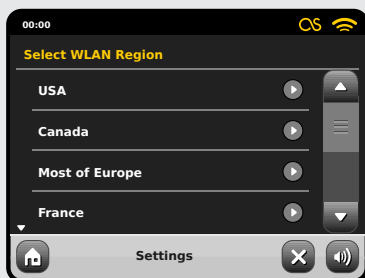 00:00
Select WLAN Region
USA
Canada
Most of Europe
France
Settings